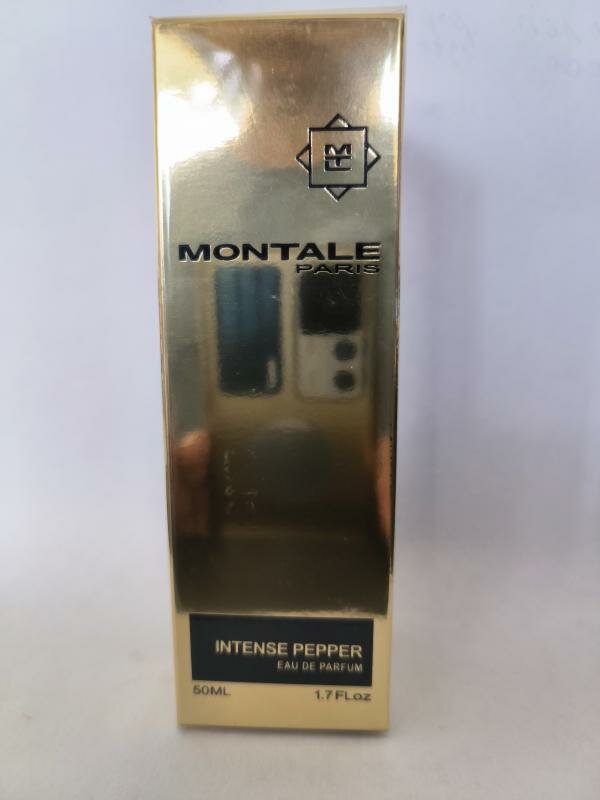 MONTALE
PARIS
INTENSE PEPPER
EAU DE PARFUM
50ML 1.7 FLoz